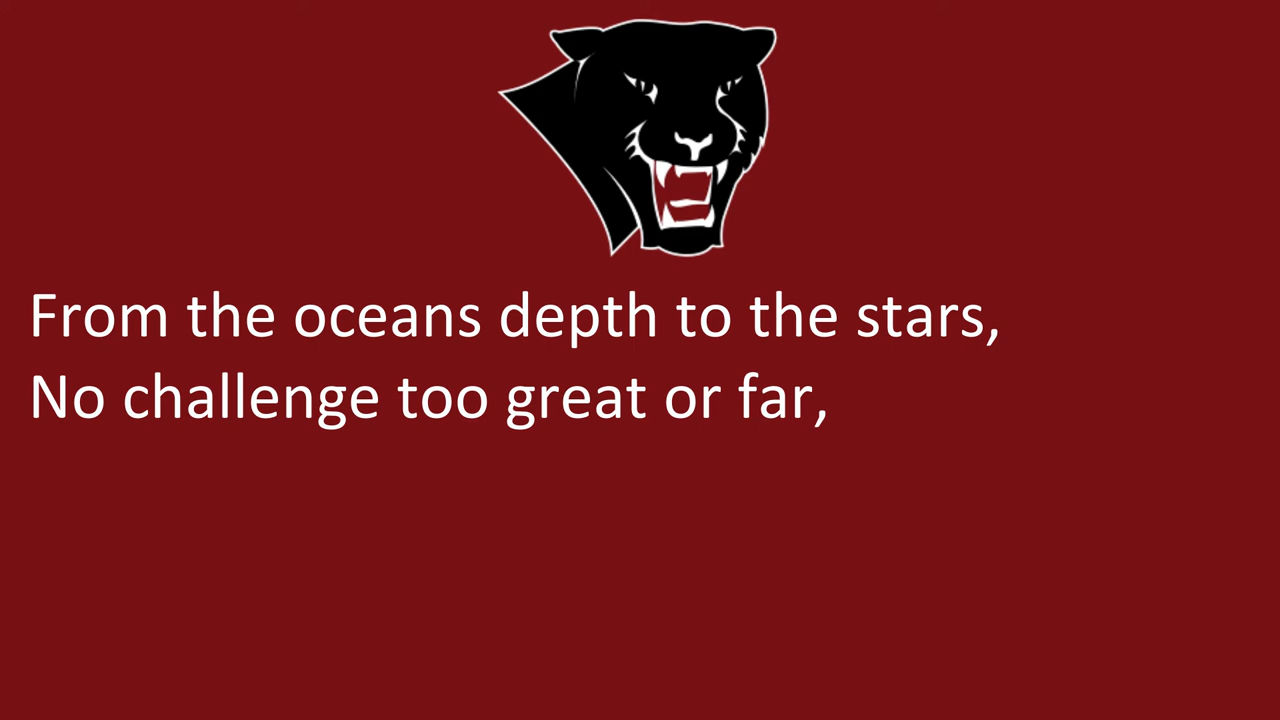 From the oceans depth to the stars,
No challenge too great or far,